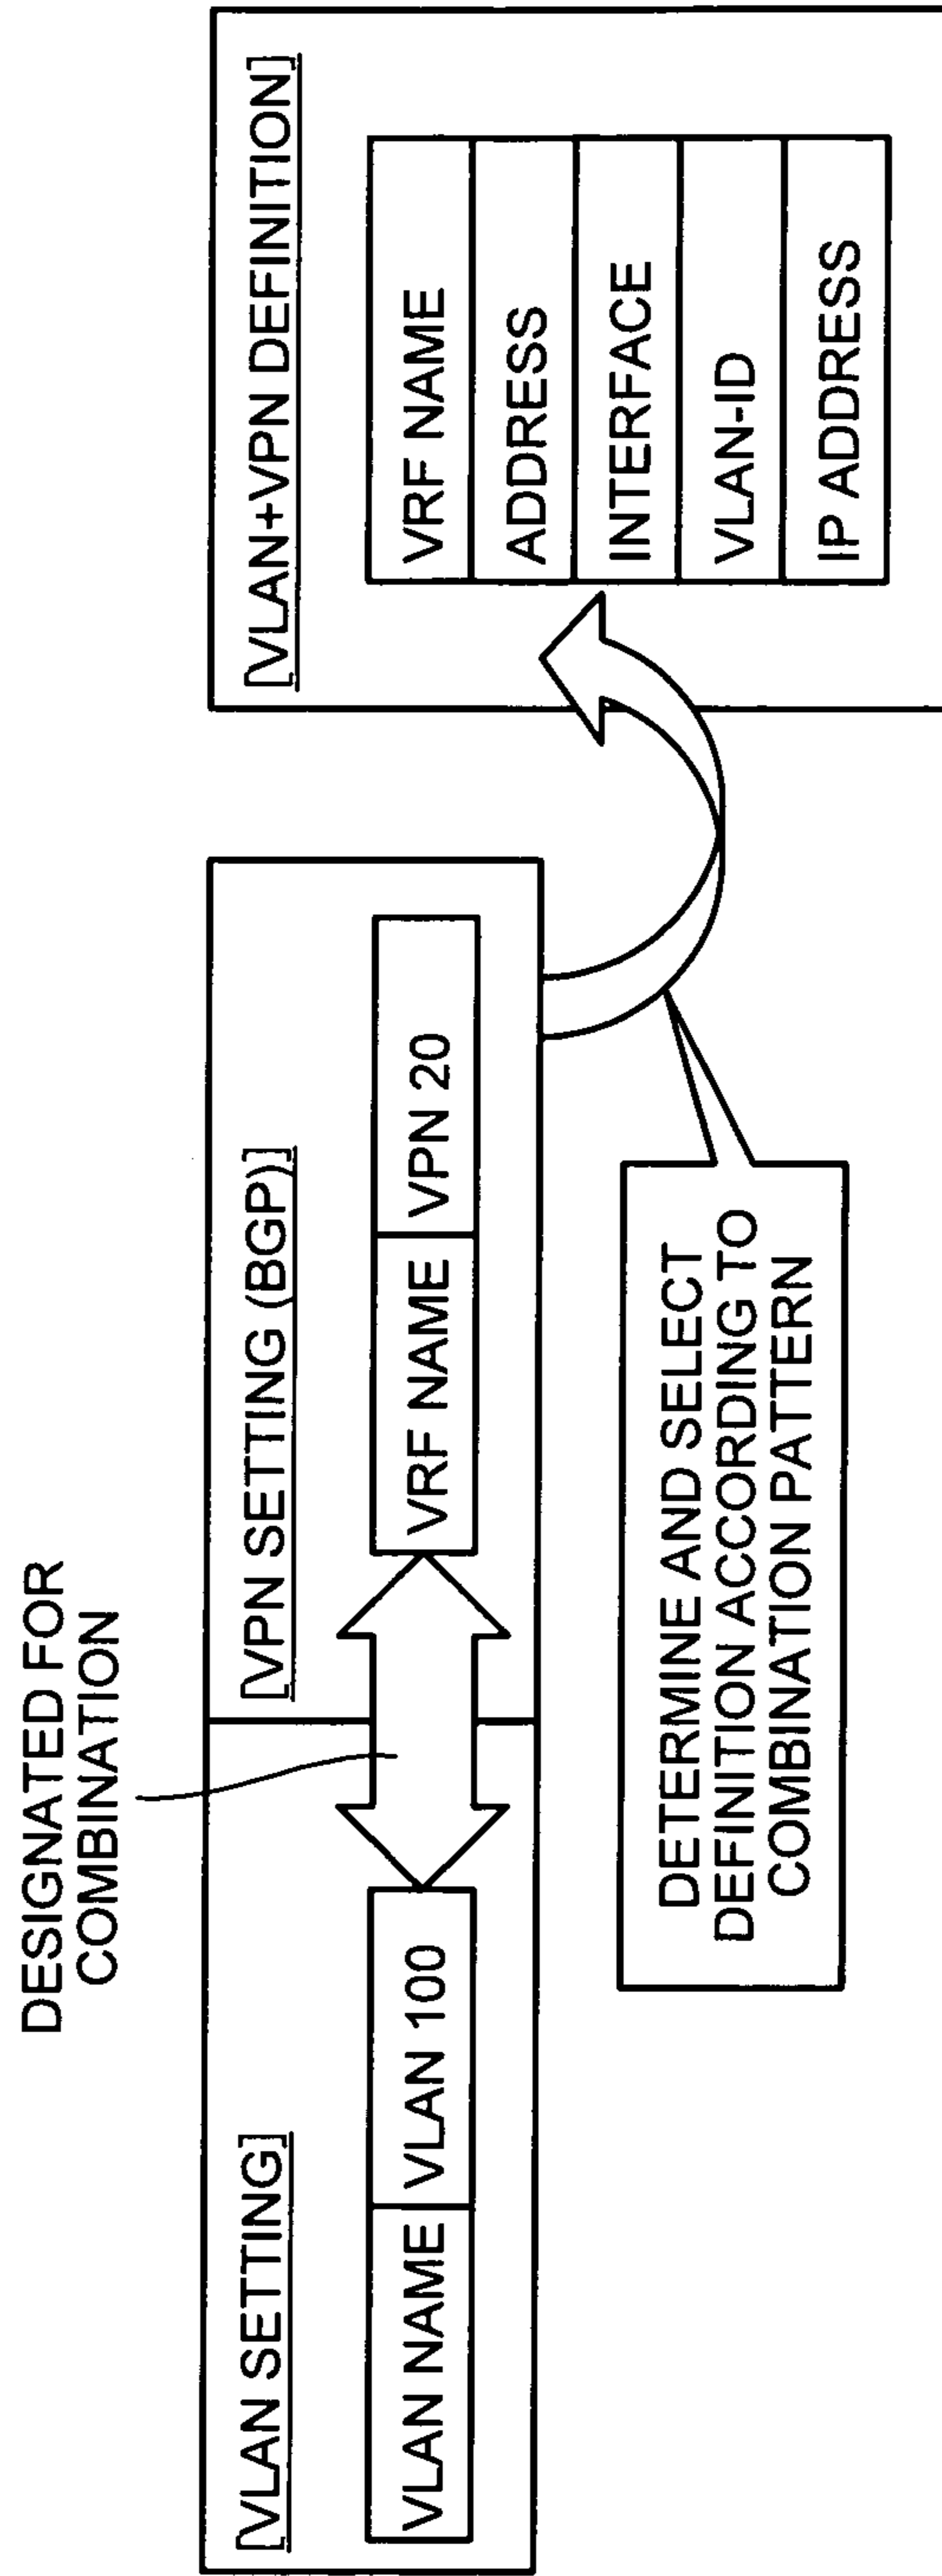 DESIGNATED FOR
COMBINATION
[VLAN SETTING]
VLAN NAME VLAN 100
[VPN SETTING (BGP)]
VRF NAME VPN 20
DETERMINE AND SELECT
DEFINITION ACCORDING TO
COMBINATION PATTERN
[VLAN+VPN DEFINITION]
VRF NAME
ADDRESS
INTERFACE
VLAN-ID
IP ADDRESS